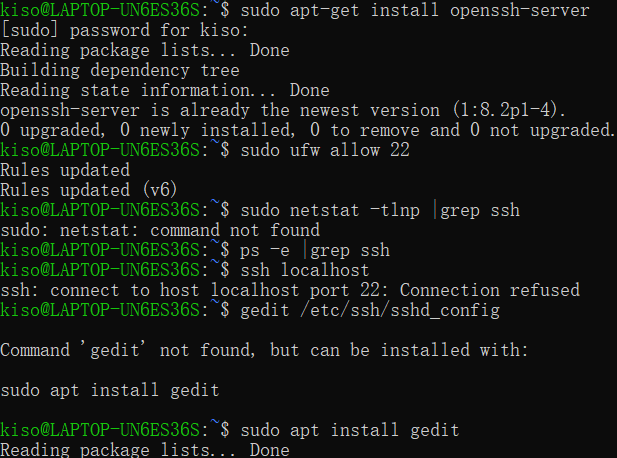 kiso@LAPTOP-UN6ES36S:~$ sudo apt-get install openssh-server
[sudo] password for kiso:
Reading package lists... Done
Building dependency tree
Reading state information... Done
openssh-server is already the newest version (1:8.2p1-4).
0 upgraded, 0 newly installed, 0 to remove and 0 not upgraded.
kiso@LAPTOP-UN6ES36S:~$ sudo ufw allow 22
Rules updated
Rules updated (v6)
kiso@LAPTOP-UN6ES36S:~$ sudo netstat -tlnp |grep ssh
sudo: netstat: command not found
kiso@LAPTOP-UN6ES36S:~$ ps -e |grep ssh
kiso@LAPTOP-UN6ES36S:~$ ssh localhost
ssh: connect to host localhost port 22: Connection refused
kiso@LAPTOP-UN6ES36S:~$ gedit /etc/ssh/sshd_config
Command 'gedit' not found, but can be installed with:
sudo apt install gedit
kiso@LAPTOP-UN6ES36S:~$ sudo apt install gedit
Reading package lists... Done